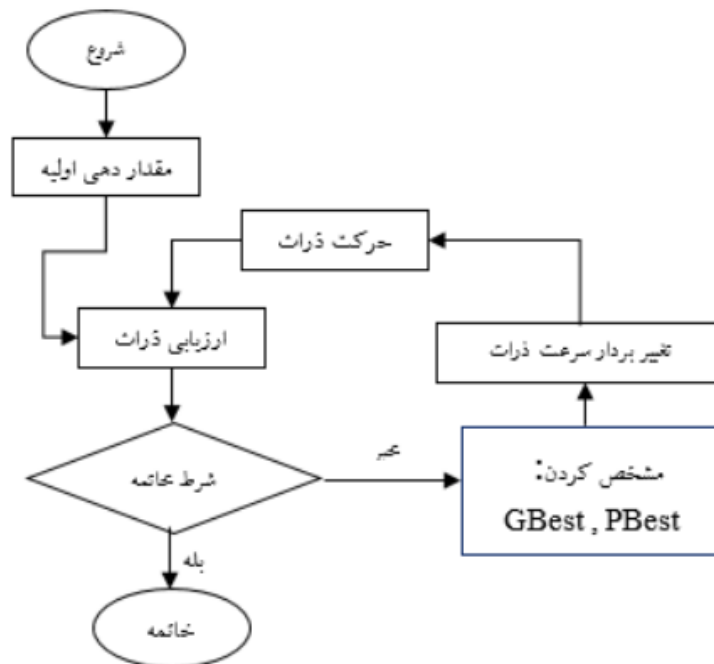 شروع
مقدار دهی اولیه
حرکت ذرات
ارزیابی ذرات
تغییر بردار سرعت ذرات
شرط خاتمه
خیر
مشخص کردن:
GBest , PBest
بله
خاتمه